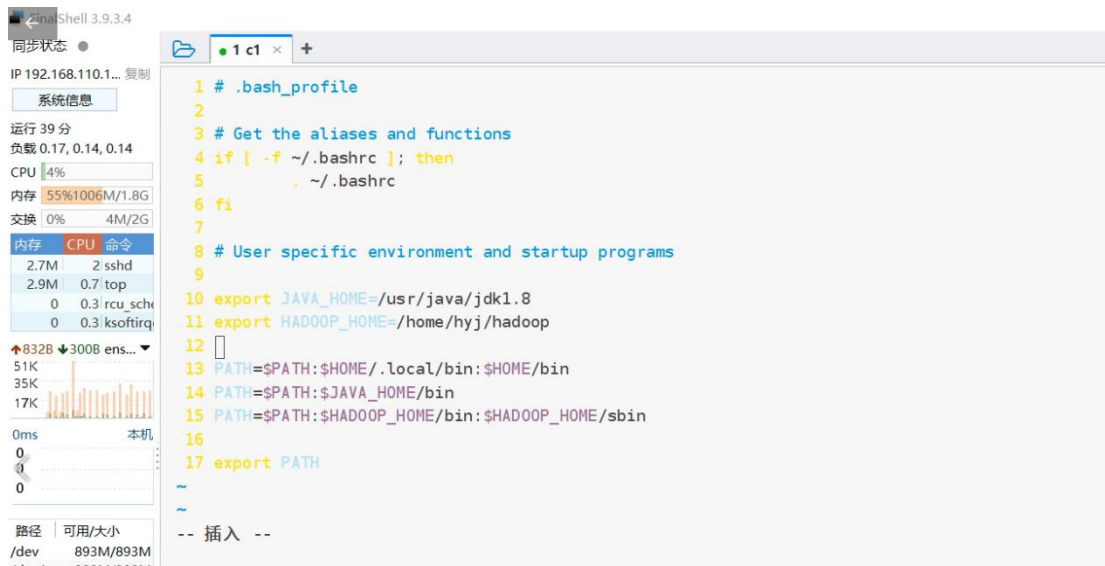 FinalShell 3.9.3.4
同步状态
IP 192.168.110.1... 复制
系统信息
运行 39 分
负载 0.17, 0.14, 0.14
CPU 4%
内存 55% 1006M/1.8G
交换 0% 4M/2G
内存 CPU 命令
2.7M 2 sshd
2.9M 0.7 top
0 0.3 rcu_sche
0 0.3 ksoftirq
832B 300B ens...
51K
35K
17K
0ms 本机
0
0
0
路径 可用/大小
/dev 893M/893M
1 c1 × +
1 # .bash_profile
2
3 # Get the aliases and functions
4 if [ -f ~/.bashrc ]; then
5 . ~/.bashrc
6 fi
7
8 # User specific environment and startup programs
9
10 export JAVA_HOME=/usr/java/jdk1.8
11 export HADOOP_HOME=/home/hyj/hadoop
12
13 PATH=$PATH:$HOME/.local/bin:$HOME/bin
14 PATH=$PATH:$JAVA_HOME/bin
15 PATH=$PATH:$HADOOP_HOME/bin:$HADOOP_HOME/sbin
16
17 export PATH
~
~
-- 插入 --